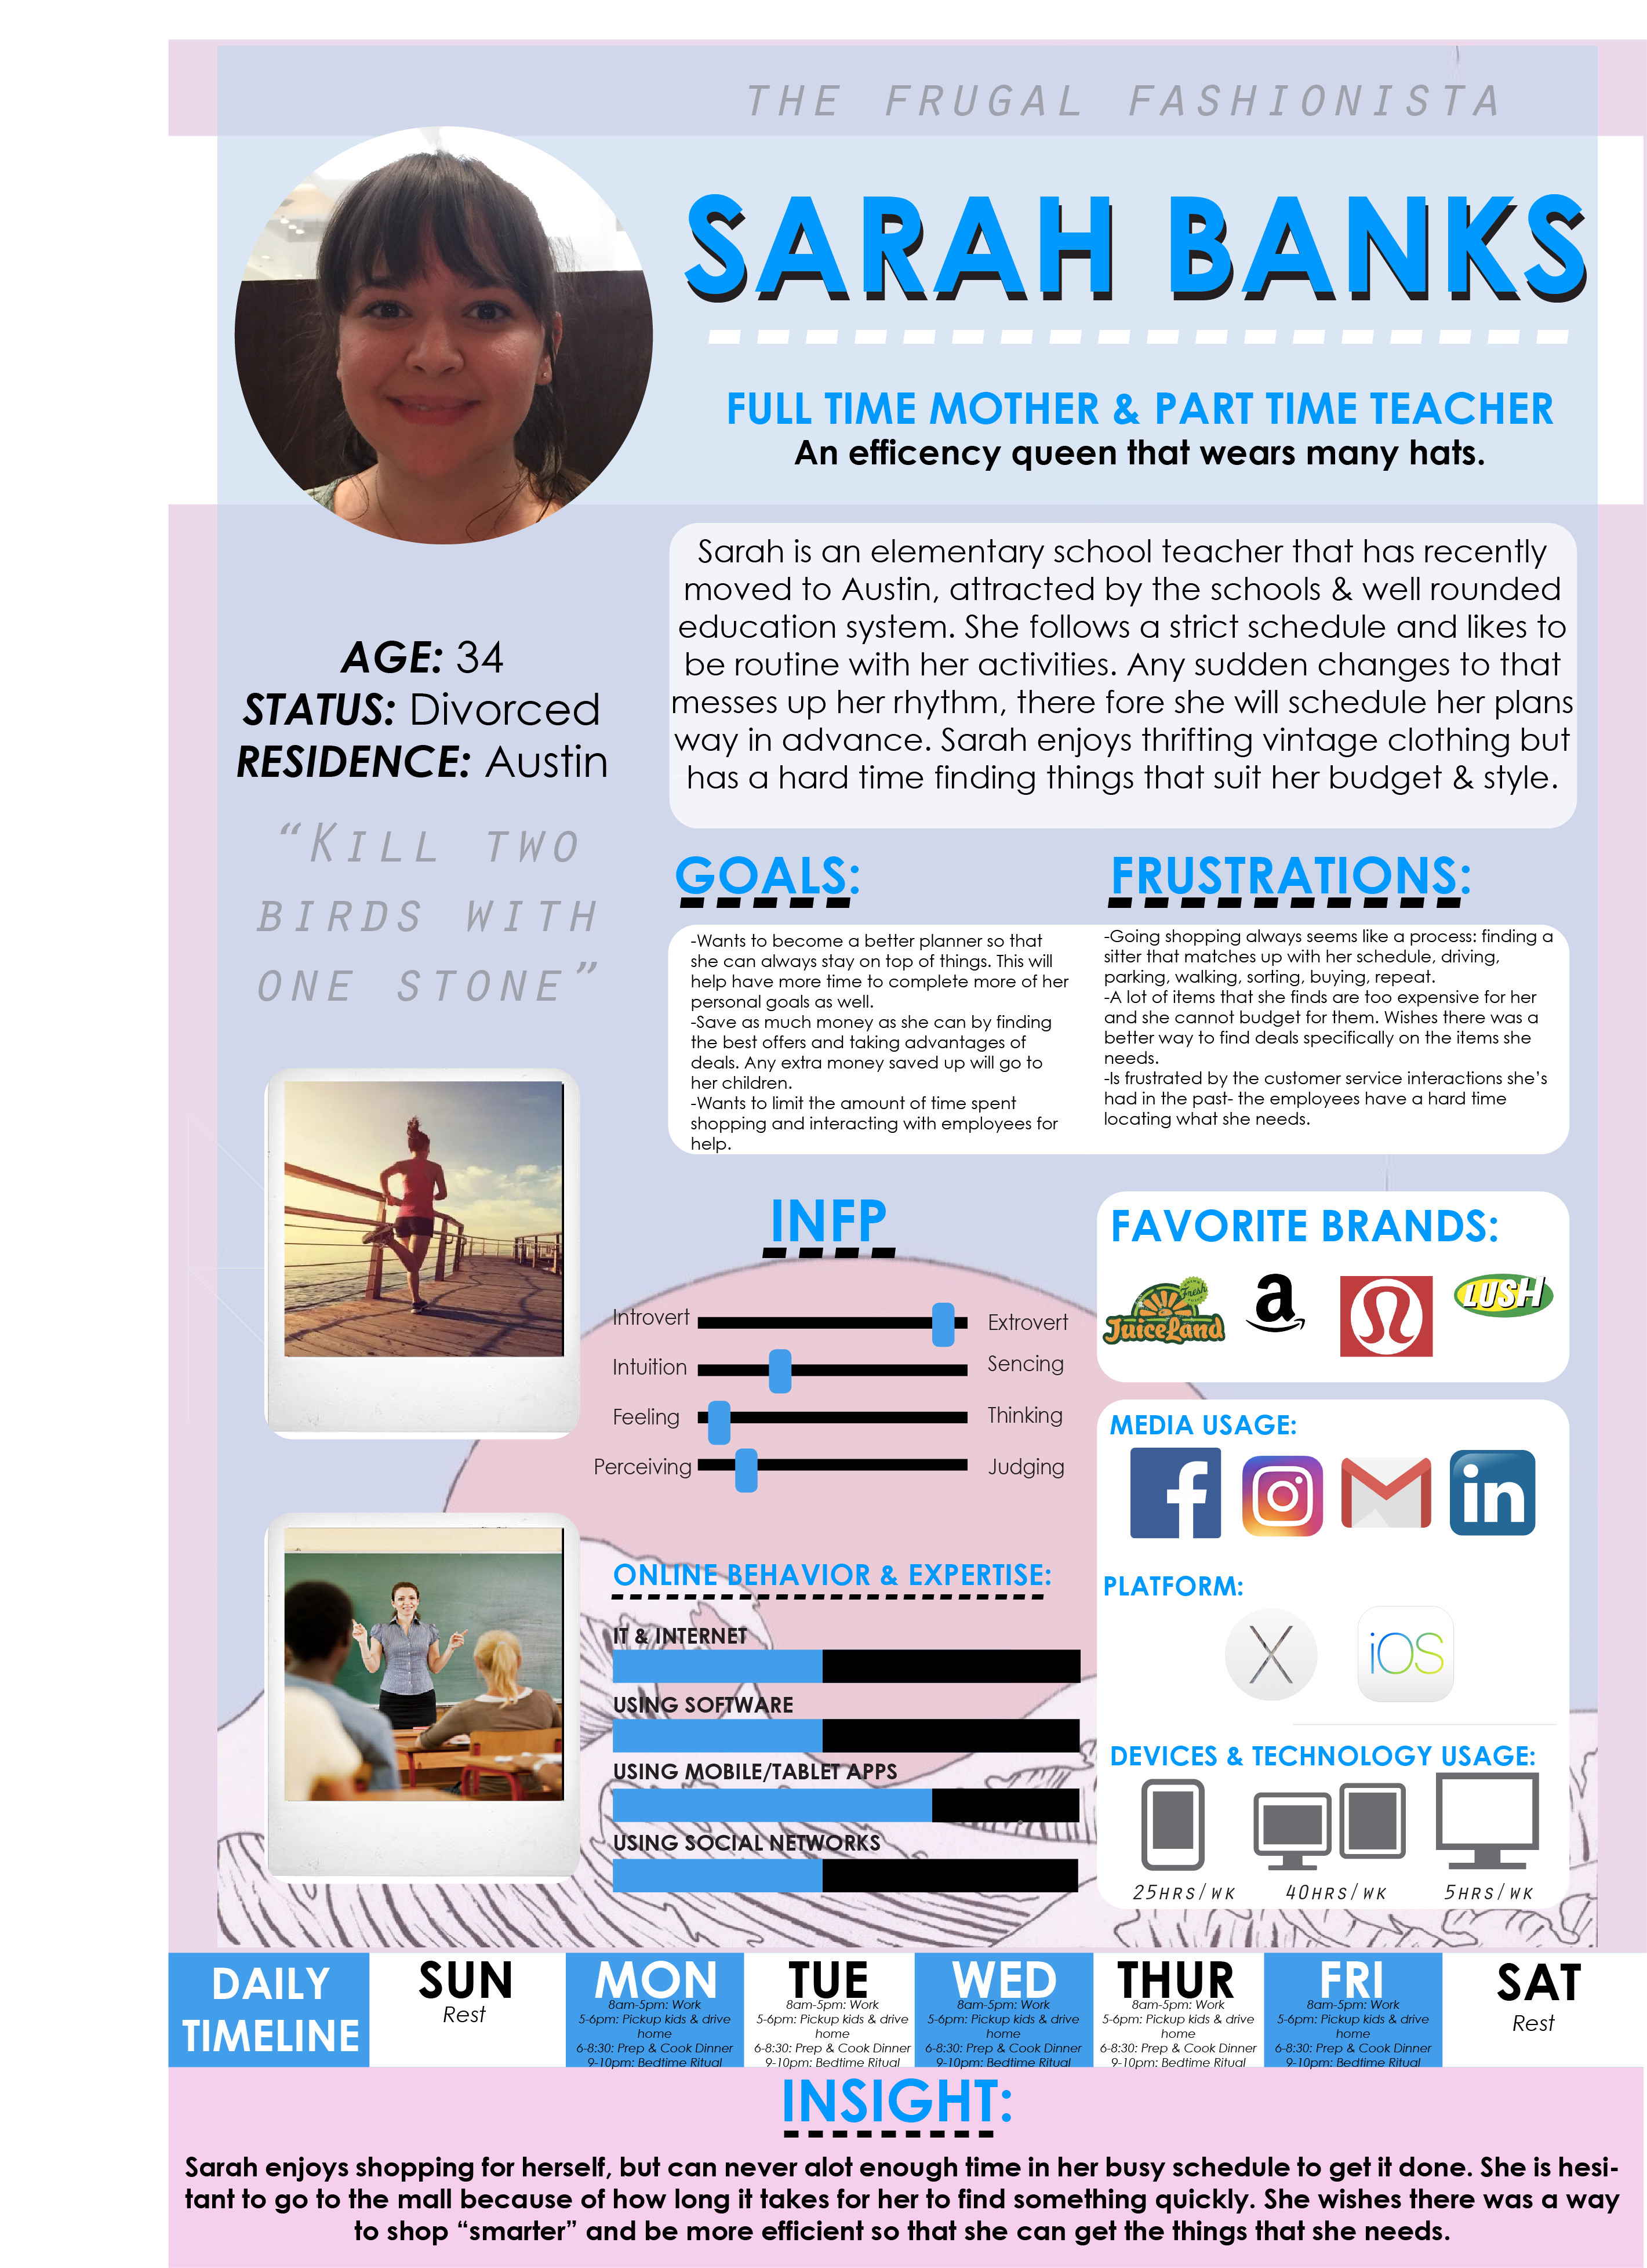 THE FRUGAL FASHIONISTA
SARAH BANKS
FULL TIME MOTHER & PART TIME TEACHER
An efficency queen that wears many hats.
Sarah is an elementary school teacher that has recently
moved to Austin, attracted by the schools & well rounded
education system. She follows a strict schedule and likes to
be routine with her activities. Any sudden changes to that
messes up her rhythm, there fore she will schedule her plans
way in advance. Sarah enjoys thrifting vintage clothing but
has a hard time finding things that suit her budget & style.
AGE: 34
STATUS: Divorced
RESIDENCE: Austin
“KILL TWO
BIRDS WITH
ONE STONE”
GOALS:
-Wants to become a better planner so that
she can always stay on top of things. This will
help have more time to complete more of her
personal goals as well.
-Save as much money as she can by finding
the best offers and taking advantages of
deals. Any extra money saved up will go to
her children.
-Wants to limit the amount of time spent
shopping and interacting with employees for
help.
FRUSTRATIONS:
-Going shopping always seems like a process: finding a
sitter that matches up with her schedule, driving,
parking, walking, sorting, buying, repeat.
-A lot of items that she finds are too expensive for her
and she cannot budget for them. Wishes there was a
better way to find deals specifically on the items she
needs.
-Is frustrated by the customer service interactions she’s
had in the past- the employees have a hard time
locating what she needs.
INFP
Introvert Extrovert
Intuition Sencing
Feeling Thinking
Perceiving Judging
FAVORITE BRANDS:
Fresh
JuiceLand
a
LUSH
MEDIA USAGE:
f
in
PLATFORM:
X
iOS
DEVICES & TECHNOLOGY USAGE:
25HRS/WK 40HRS/WK 5HRS/WK
ONLINE BEHAVIOR & EXPERTISE:
IT & INTERNET
USING SOFTWARE
USING MOBILE/TABLET APPS
USING SOCIAL NETWORKS
DAILY
TIMELINE
SUN
Rest
MON
8am-5pm: Work
5-6pm: Pickup kids & drive
home
6-8:30: Prep & Cook Dinner
9-10pm: Bedtime Ritual
TUE
8am-5pm: Work
5-6pm: Pickup kids & drive
home
6-8:30: Prep & Cook Dinner
9-10pm: Bedtime Ritual
WED
8am-5pm: Work
5-6pm: Pickup kids & drive
home
6-8:30: Prep & Cook Dinner
9-10pm: Bedtime Ritual
THUR
8am-5pm: Work
5-6pm: Pickup kids & drive
home
6-8:30: Prep & Cook Dinner
9-10pm: Bedtime Ritual
FRI
8am-5pm: Work
5-6pm: Pickup kids & drive
home
6-8:30: Prep & Cook Dinner
9-10pm: Bedtime Ritual
SAT
Rest
INSIGHT:
Sarah enjoys shopping for herself, but can never alot enough time in her busy schedule to get it done. She is hesi-
tant to go to the mall because of how long it takes for her to find something quickly. She wishes there was a way
to shop “smarter” and be more efficient so that she can get the things that she needs.